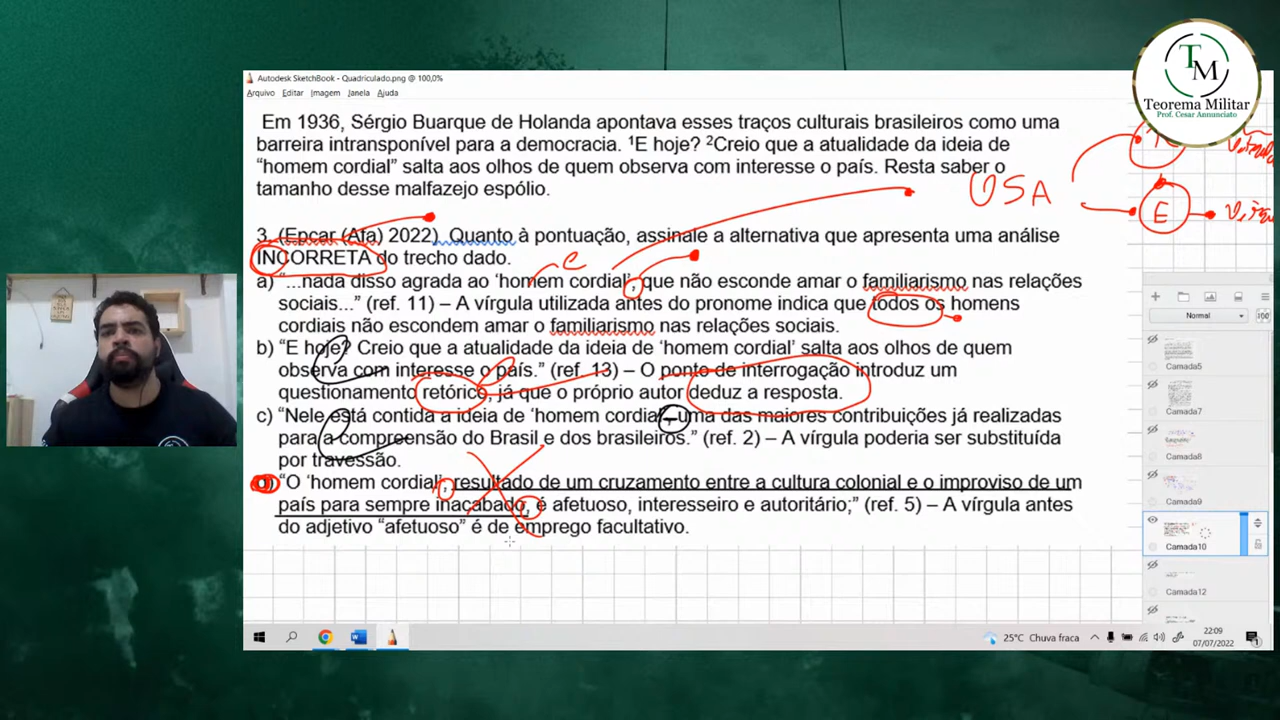 Autodesk SketchBook - Quadriculado.png @ 100,0%
Arquivo Editar Imagem Janela Ajuda
TM
Teorema Militar
Prof. Cesar Annunciato
Em 1936, Sérgio Buarque de Holanda apontava esses traços culturais brasileiros como uma
barreira intransponível para a democracia. ¹E hoje? ²Creio que a atualidade da ideia de
“homem cordial” salta aos olhos de quem observa com interesse o país. Resta saber o
tamanho desse malfazejo espólio.
USA
E
3. (Epcar (Afa) 2022). Quanto à pontuação, assinale a alternativa que apresenta uma análise
INCORRETA do trecho dado.
e
a) “...nada disso agrada ao ‘homem cordial’, que não esconde amar o familiarismo nas relações
sociais...” (ref. 11) – A vírgula utilizada antes do pronome indica que todos os homens
cordiais não escondem amar o familiarismo nas relações sociais.
b) “E hoje? Creio que a atualidade da ideia de ‘homem cordial’ salta aos olhos de quem
observa com interesse o país.” (ref. 13) – O ponto de interrogação introduz um
questionamento retórico, já que o próprio autor deduz a resposta.
c) “Nele está contida a ideia de ‘homem cordial’, uma das maiores contribuições já realizadas
para a compreensão do Brasil e dos brasileiros.” (ref. 2) – A vírgula poderia ser substituída
por travessão.
d) “O ‘homem cordial’, resultado de um cruzamento entre a cultura colonial e o improviso de um
país para sempre inacabado, é afetuoso, interesseiro e autoritário;” (ref. 5) – A vírgula antes
do adjetivo “afetuoso” é de emprego facultativo.
Normal
100
Camada5
Camada7
Camada8
Camada9
Camada10
Camada12
25°C Chuva fraca
22:09
07/07/2022